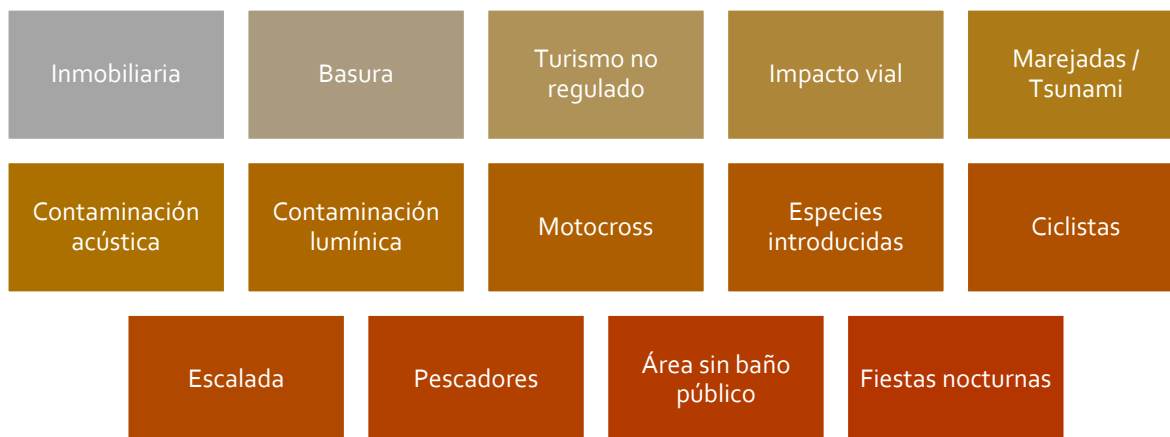 Inmobiliaria
Basura
Turismo no
regulado
Impacto vial
Marejadas /
Tsunami
Contaminación
acústica
Contaminación
lumínica
Motocross
Especies
introducidas
Ciclistas
Escalada
Pescadores
Área sin baño
público
Fiestas nocturnas